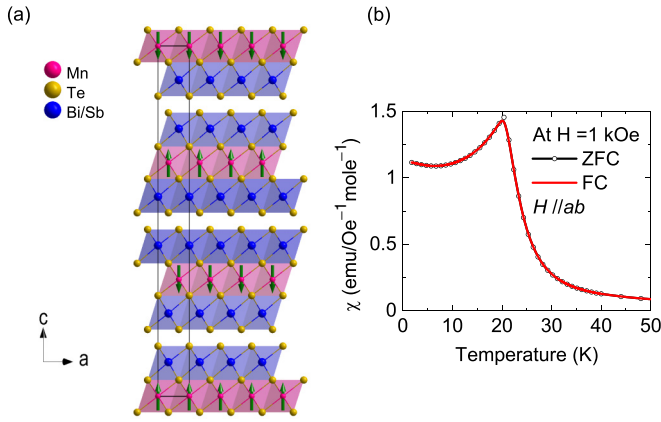 (a)
Mn
Te
Bi/Sb
c
a
(b)
χ (emu/Oe⁻¹mole⁻¹)
1.5
1
0.5
0
At H =1 kOe
ZFC
FC
H //ab
0 10 20 30 40 50
Temperature (K)